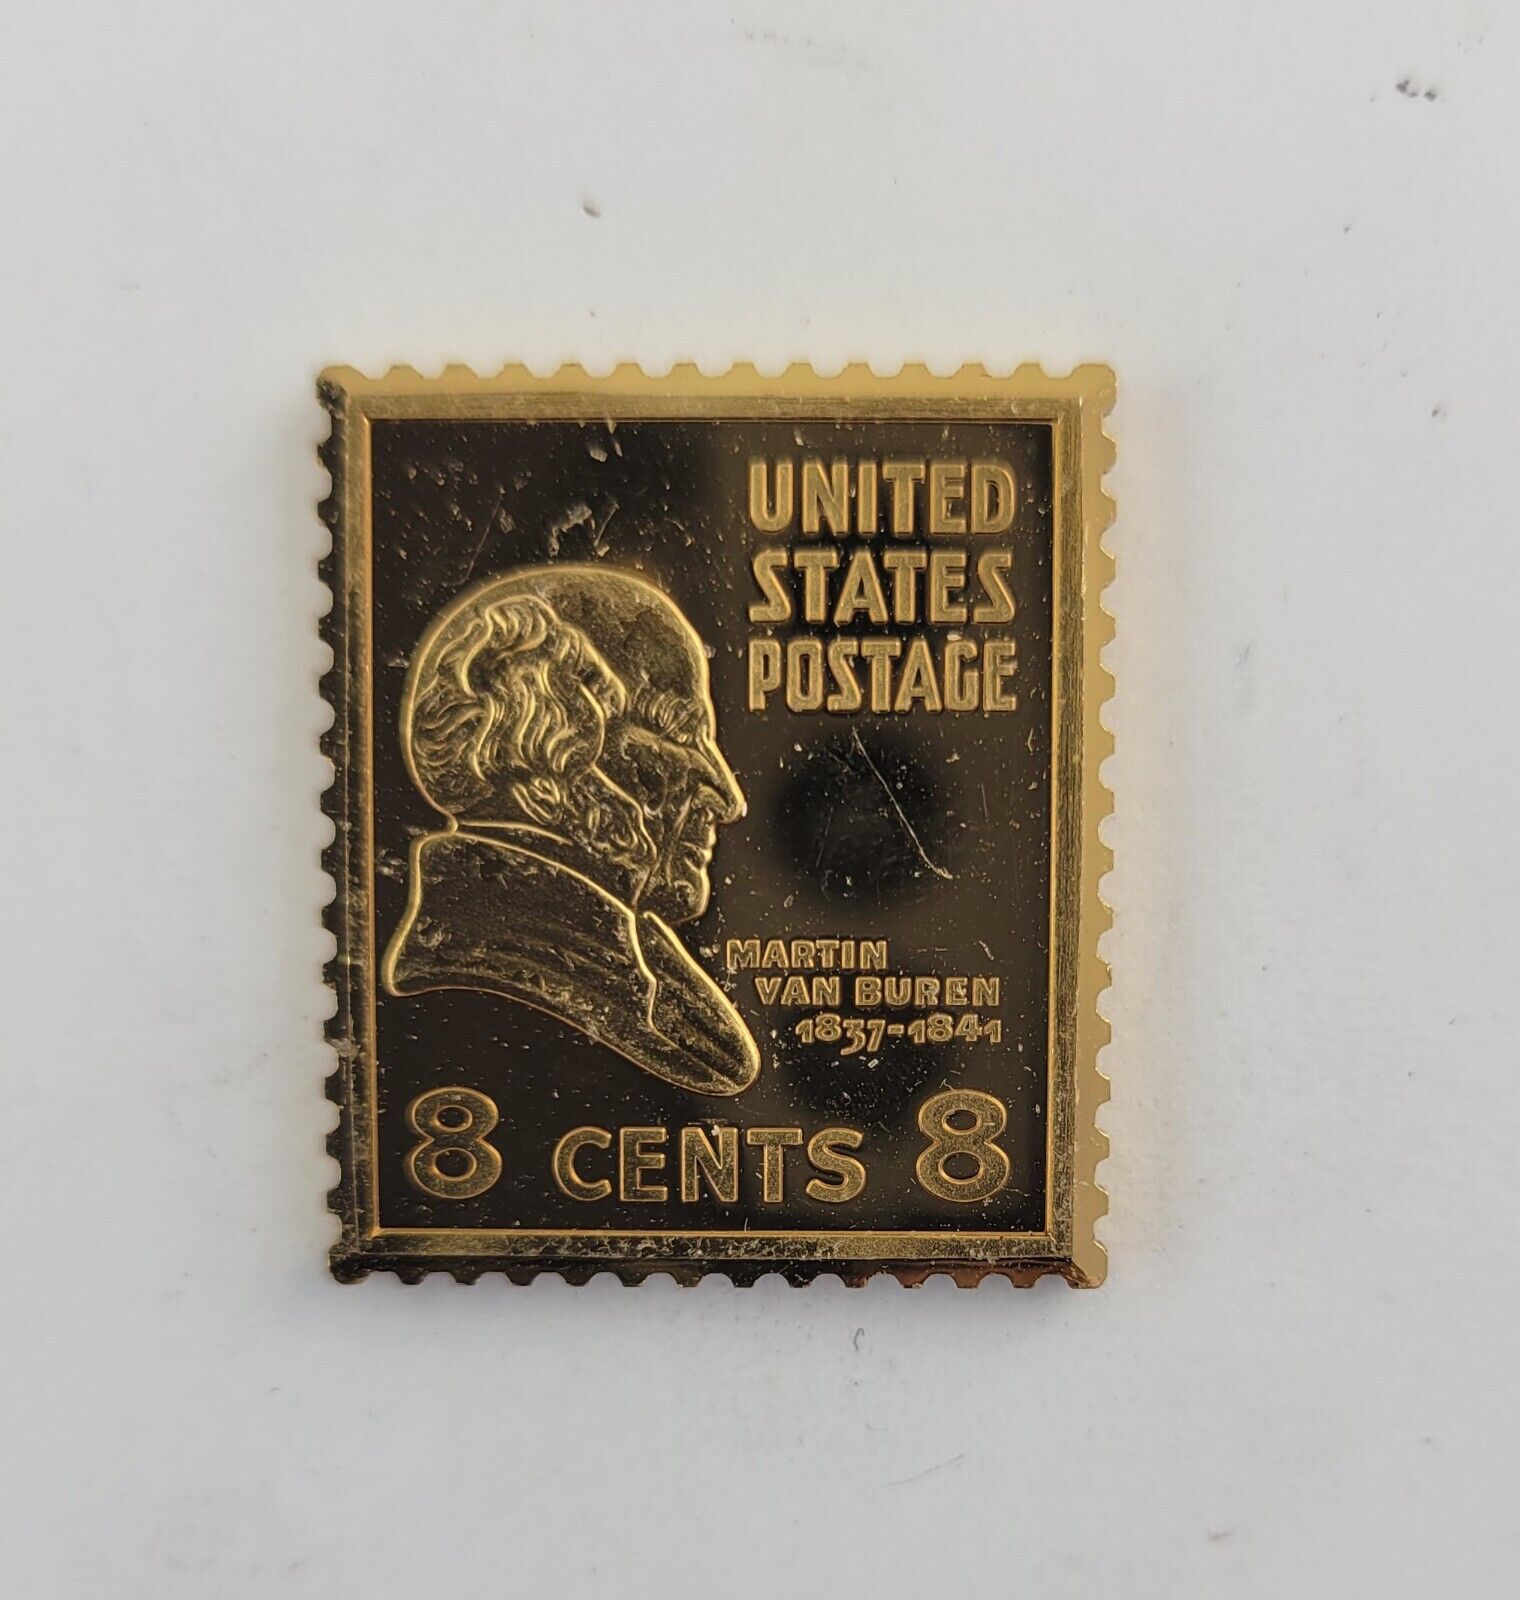 UNITED
STATES
POSTAGE
MARTIN
VAN BUREN
1837-1841
8 CENTS 8